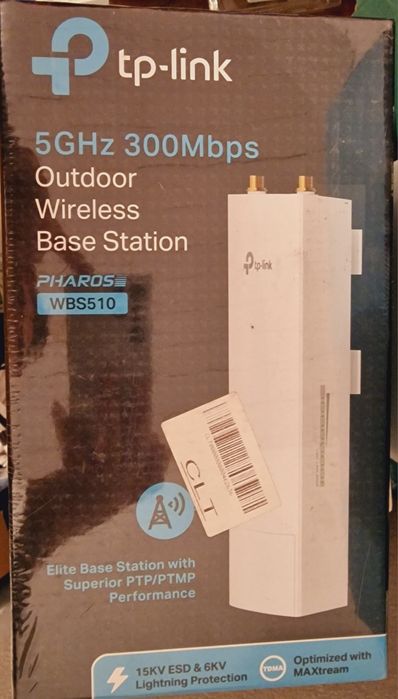 tp-link
5GHz 300Mbps
Outdoor
Wireless
Base Station
PHAROS
WBS510
tp-link
CLT
Elite Base Station with
Superior PTP/PTMP
Performance
15KV ESD & 6KV
Lightning Protection
TDMA
Optimized with
MAXtream